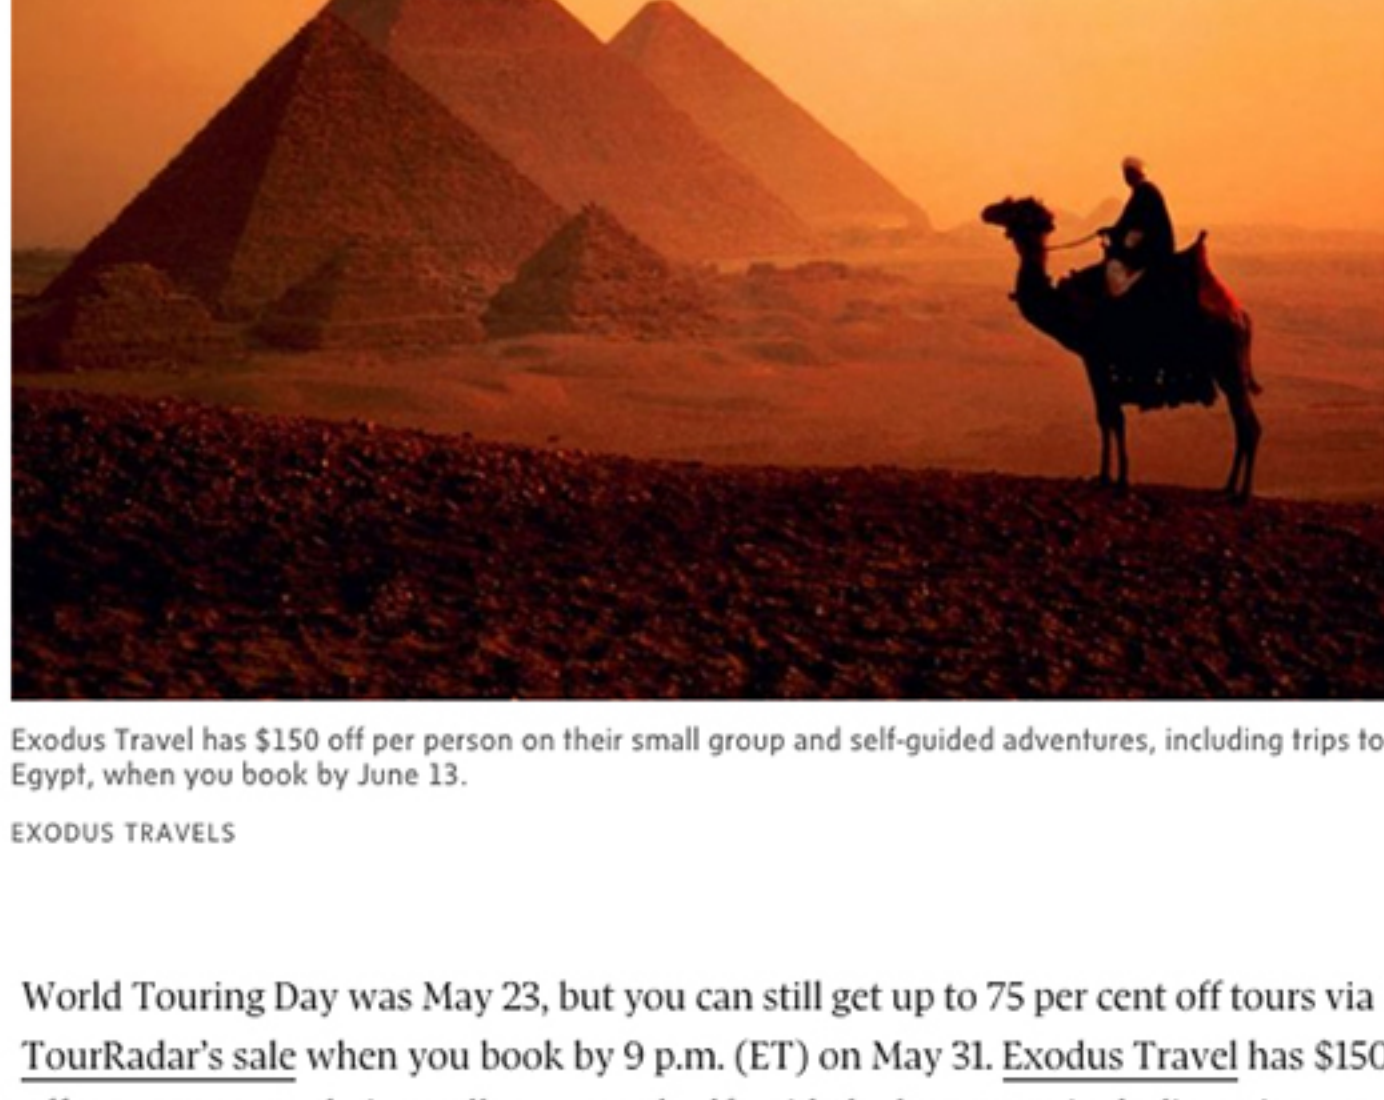 Exodus Travel has $150 off per person on their small group and self-guided adventures, including trips to
Egypt, when you book by June 13.
EXODUS TRAVELS
World Touring Day was May 23, but you can still get up to 75 per cent off tours via
TourRadar’s sale when you book by 9 p.m. (ET) on May 31. Exodus Travel has $150